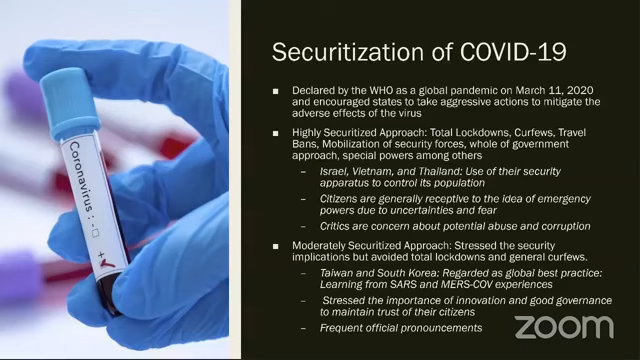 Securitization of COVID-19
Declared by the WHO as a global pandemic on March 11, 2020
and encouraged states to take aggressive actions to mitigate the
adverse effects of the virus
Highly Securitized Approach: Total Lockdowns, Curfews, Travel
Bans, Mobilization of security forces, whole of government
approach, special powers among others
– Israel, Vietnam, and Thailand: Use of their security
apparatus to control its population
– Citizens are generally receptive to the idea of emergency
powers due to uncertainties and fear
– Critics are concern about potential abuse and corruption
Moderately Securitized Approach: Stressed the security
implications but avoided total lockdowns and general curfews.
– Taiwan and South Korea: Regarded as global best practice:
Learning from SARS and MERS-COV experiences
– Stressed the importance of innovation and good governance
to maintain trust of their citizens
– Frequent official pronouncements
zoom
Coronavirus : -
+